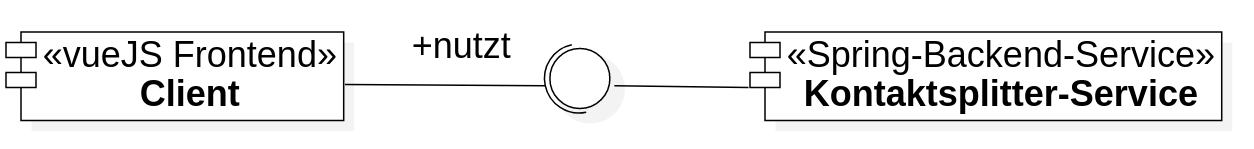 «vueJS Frontend»
Client
+nutzt
«Spring-Backend-Service»
Kontaktsplitter-Service